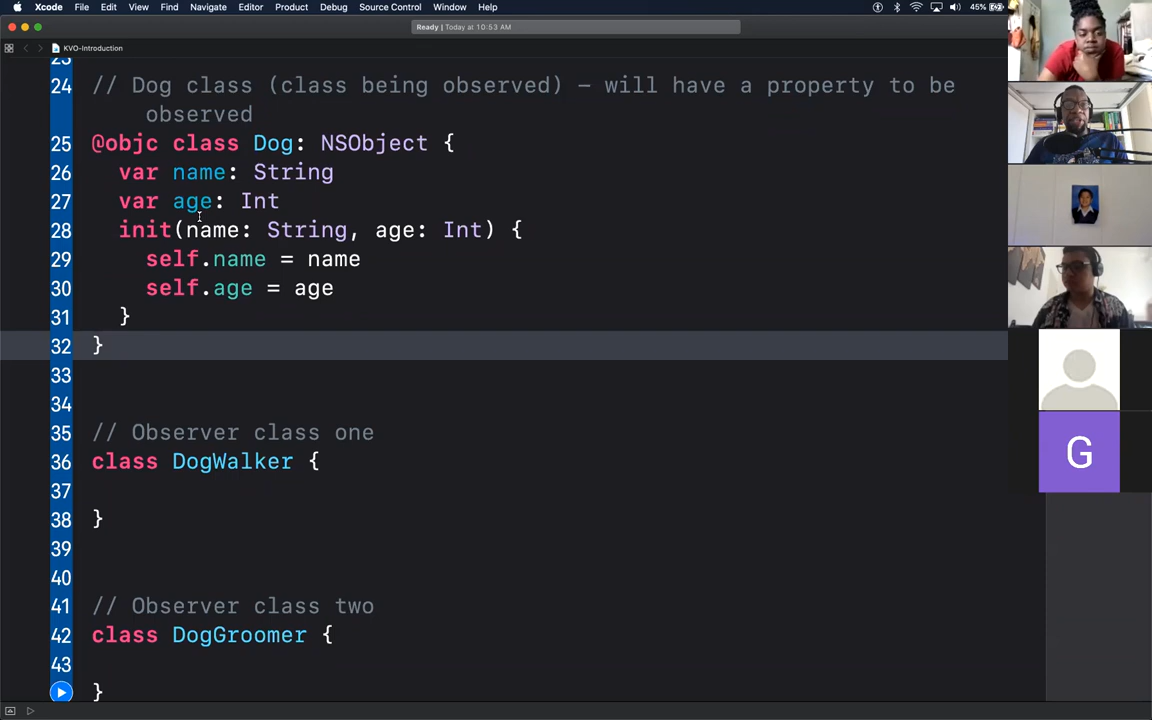 Xcode File Edit View Find Navigate Editor Product Debug Source Control Window Help 45%
Ready | Today at 10:53 AM
KVO-Introduction
23
24 // Dog class (class being observed) – will have a property to be
observed
25 @objc class Dog: NSObject {
26 var name: String
27 var age: Int
28 init(name: String, age: Int) {
29 self.name = name
30 self.age = age
31 }
32 }
33
34
35 // Observer class one
36 class DogWalker {
37
38 }
39
40
41 // Observer class two
42 class DogGroomer {
43
}
G